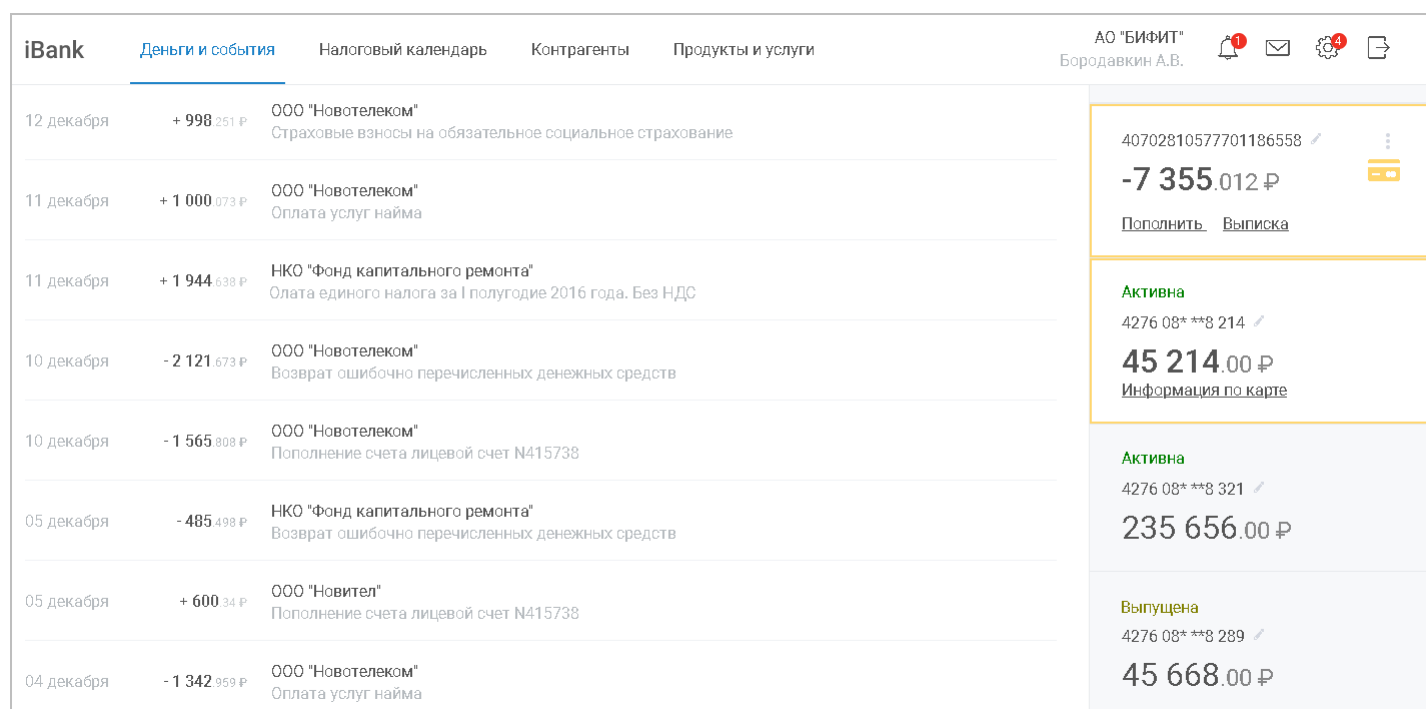 iBank Деньги и события Налоговый календарь Контрагенты Продукты и услуги
АО "БИФИТ"
Бородавкин А.В.
1
4
12 декабря + 998.251 ₽ ООО "Новотелеком"
Страховые взносы на обязательное социальное страхование
11 декабря + 1 000.073 ₽ ООО "Новотелеком"
Оплата услуг найма
11 декабря + 1 944.638 ₽ НКО "Фонд капитального ремонта"
Олата единого налога за I полугодие 2016 года. Без НДС
10 декабря - 2 121.673 ₽ ООО "Новотелеком"
Возврат ошибочно перечисленных денежных средств
10 декабря - 1 565.808 ₽ ООО "Новотелеком"
Пополнение счета лицевой счет N415738
05 декабря - 485.498 ₽ НКО "Фонд капитального ремонта"
Возврат ошибочно перечисленных денежных средств
05 декабря + 600.34 ₽ ООО "Новител"
Пополнение счета лицевой счет N415738
04 декабря - 1 342.959 ₽ ООО "Новотелеком"
Оплата услуг найма
40702810577701186558
-7 355.012 ₽
Пополнить Выписка
Активна
4276 08* **8 214
45 214.00 ₽
Информация по карте
Активна
4276 08* **8 321
235 656.00 ₽
Выпущена
4276 08* **8 289
45 668.00 ₽